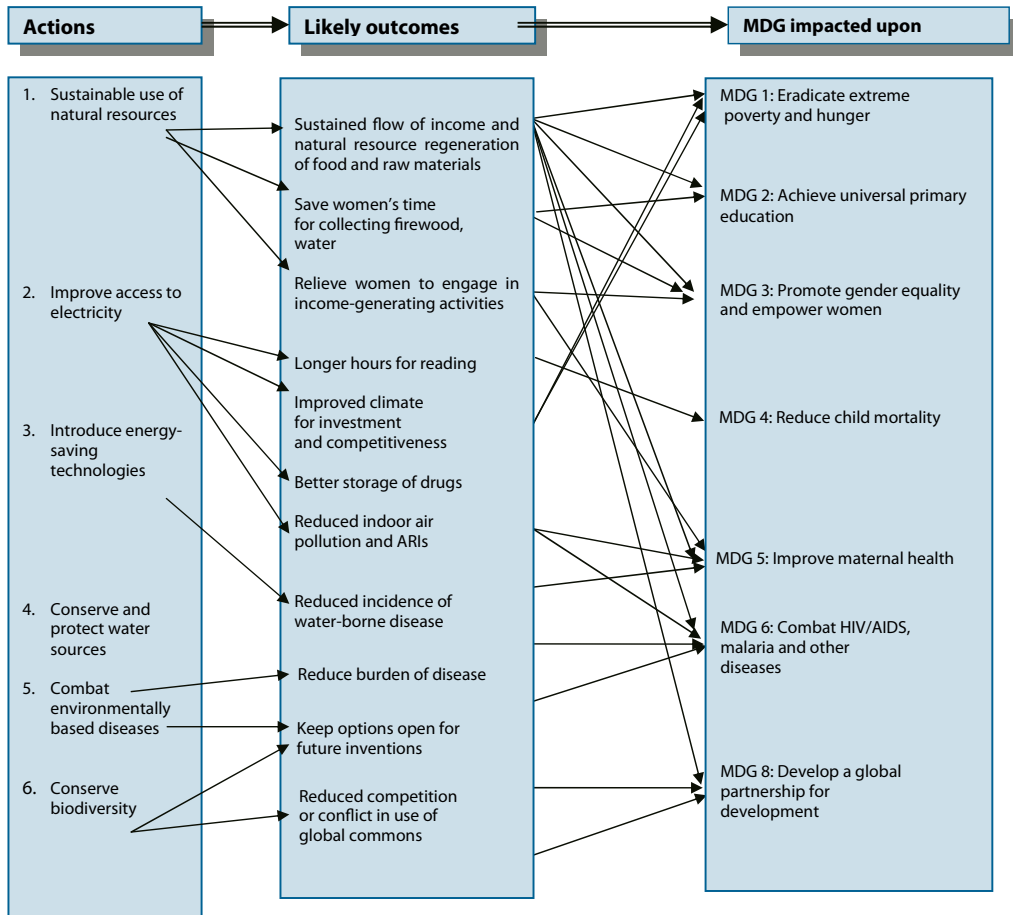 Actions
Likely outcomes
MDG impacted upon
1. Sustainable use of
natural resources
2. Improve access to
electricity
3. Introduce energy-
saving
technologies
4. Conserve and
protect water
sources
5. Combat
environmentally
based diseases
6. Conserve
biodiversity
Sustained flow of income and
natural resource regeneration
of food and raw materials
Save women's time
for collecting firewood,
water
Relieve women to engage in
income-generating activities
Longer hours for reading
Improved climate
for investment
and competitiveness
Better storage of drugs
Reduced indoor air
pollution and ARIs
Reduced incidence of
water-borne disease
Reduce burden of disease
Keep options open for
future inventions
Reduced competition
or conflict in use of
global commons
MDG 1: Eradicate extreme
poverty and hunger
MDG 2: Achieve universal primary
education
MDG 3: Promote gender equality
and empower women
MDG 4: Reduce child mortality
MDG 5: Improve maternal health
MDG 6: Combat HIV/AIDS,
malaria and other
diseases
MDG 8: Develop a global
partnership for
development